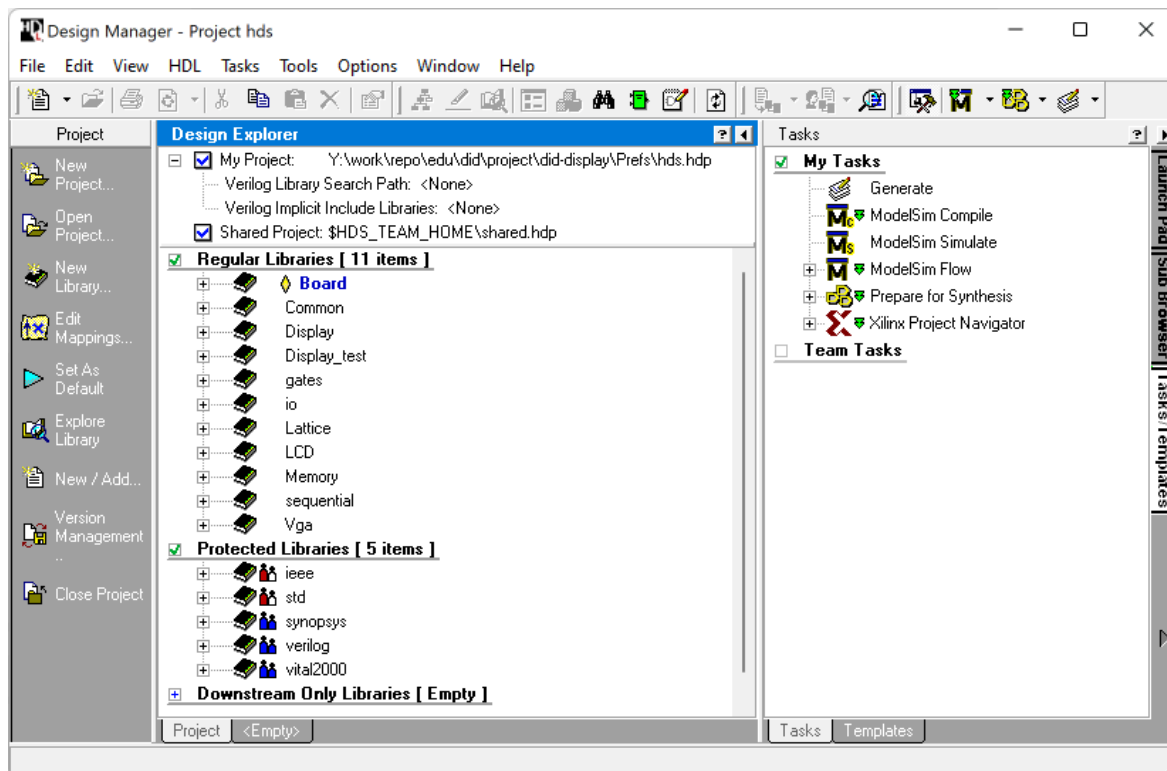 Design Manager - Project hds
File Edit View HDL Tasks Tools Options Window Help
Project
New
Project...
Open
Project...
New
Library...
Edit
Mappings...
Set As
Default
Explore
Library
New / Add...
Version
Management
..
Close Project
Design Explorer
My Project: Y:\work\repo\edu\did\project\did-display\Prefs\hds.hdp
Verilog Library Search Path: <None>
Verilog Implicit Include Libraries: <None>
Shared Project: $HDS_TEAM_HOME\shared.hdp
Regular Libraries [ 11 items ]
Board
Common
Display
Display_test
gates
io
Lattice
LCD
Memory
sequential
Vga
Protected Libraries [ 5 items ]
ieee
std
synopsys
verilog
vital2000
Downstream Only Libraries [ Empty ]
Project <Empty>
Tasks
My Tasks
Generate
ModelSim Compile
ModelSim Simulate
ModelSim Flow
Prepare for Synthesis
Xilinx Project Navigator
Team Tasks
Tasks Templates
Launch Pad
Sub Browser
Tasks/Templates